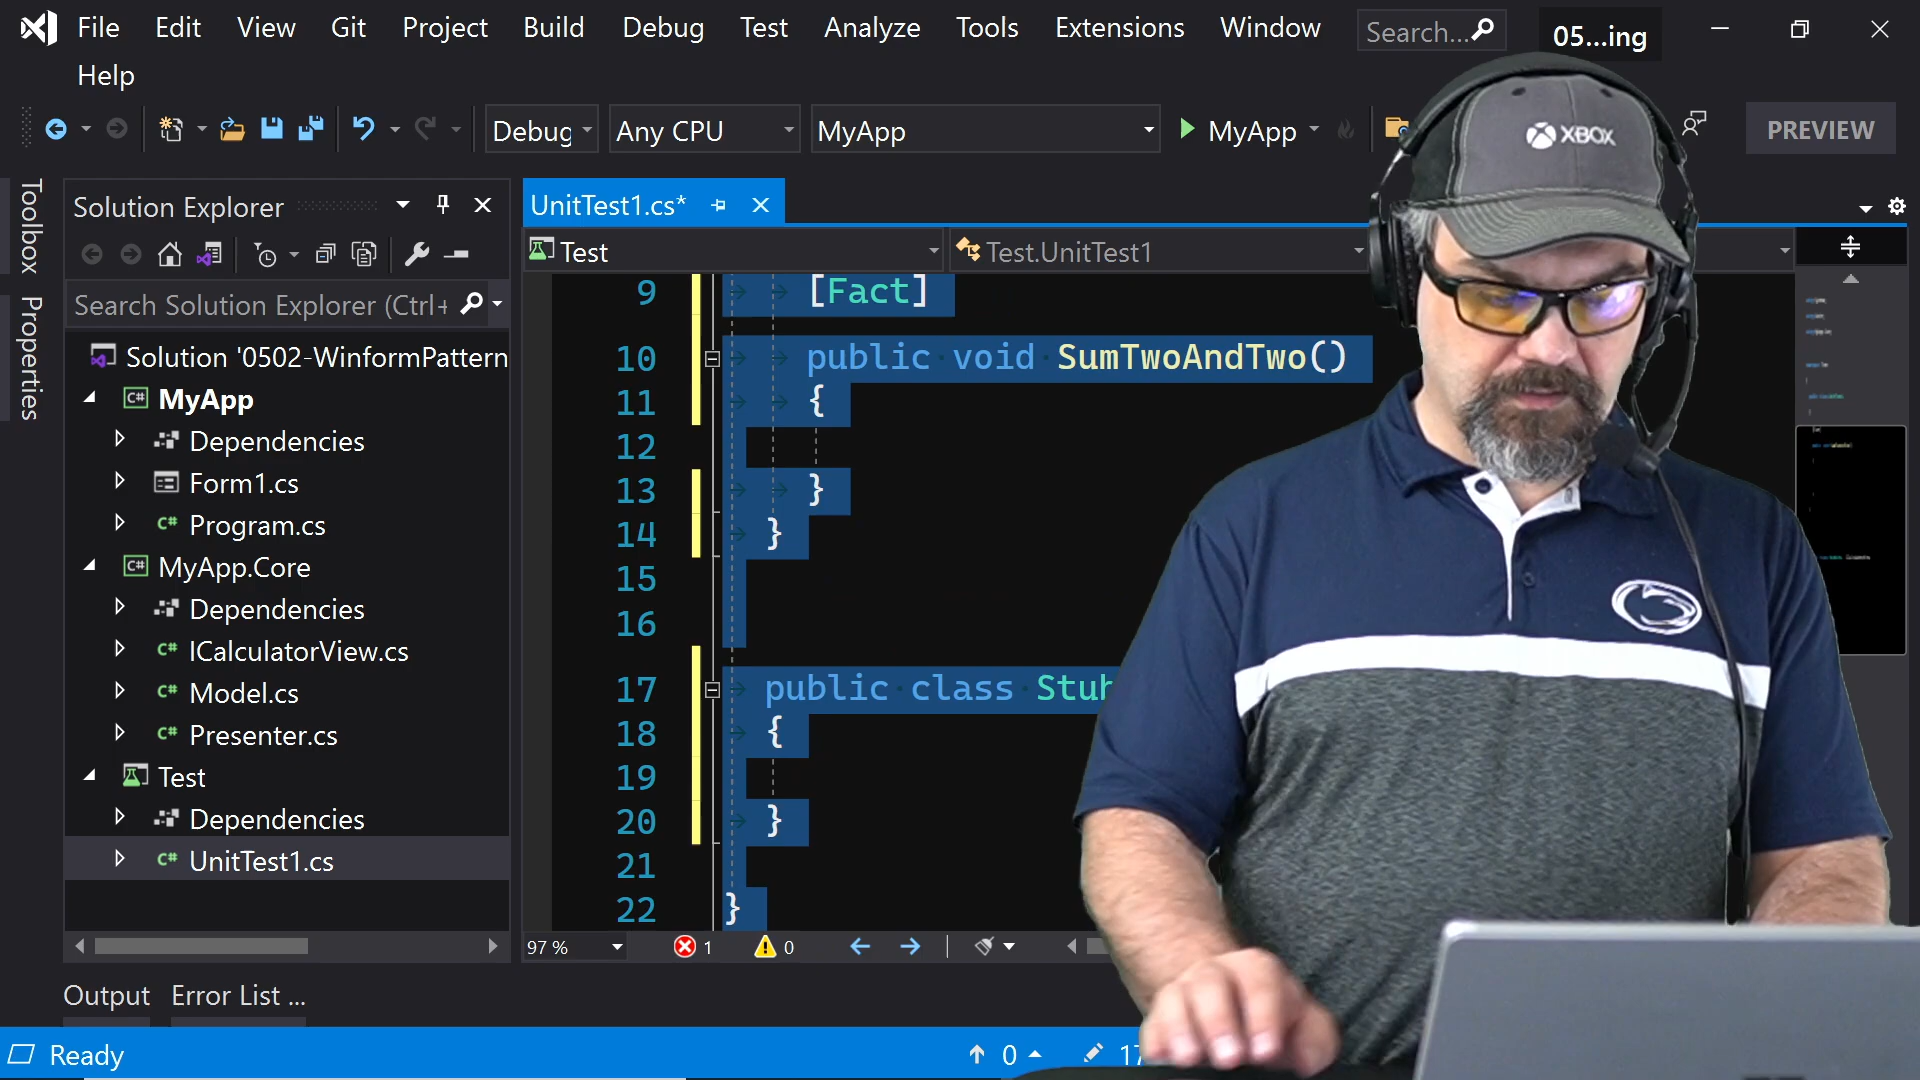 File Edit View Git Project Build Debug Test Analyze Tools Extensions Window Search... 05...ing
Help
Debug Any CPU MyApp MyApp PREVIEW
XBOX
Toolbox
Properties
Solution Explorer
Search Solution Explorer (Ctrl+
Solution '0502-WinformPattern
MyApp
Dependencies
Form1.cs
Program.cs
MyApp.Core
Dependencies
ICalculatorView.cs
Model.cs
Presenter.cs
Test
Dependencies
UnitTest1.cs
UnitTest1.cs*
Test Test.UnitTest1
9 [Fact]
10 public void SumTwoAndTwo()
11 {
12
13 }
14 }
15
16
17 public class Stub
18 {
19
20 }
21
22 }
97 % 1 0
Output Error List ...
Ready 0 17